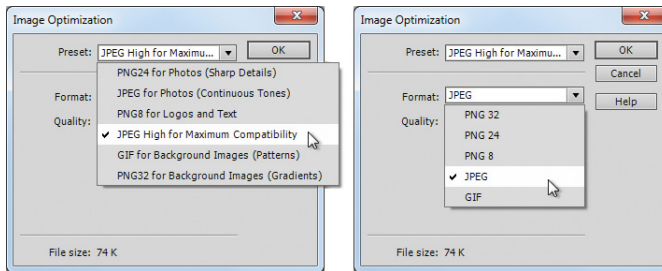 Image Optimization
Preset: JPEG High for Maximu... OK
PNG24 for Photos (Sharp Details)
JPEG for Photos (Continuous Tones)
Format:
PNG8 for Logos and Text
Quality:
JPEG High for Maximum Compatibility
GIF for Background Images (Patterns)
PNG32 for Background Images (Gradients)
File size: 74 K
Image Optimization
Preset: JPEG High for Maximu... OK
Cancel
Format: JPEG Help
PNG 32
Quality:
PNG 24
PNG 8
JPEG
GIF
File size: 74 K